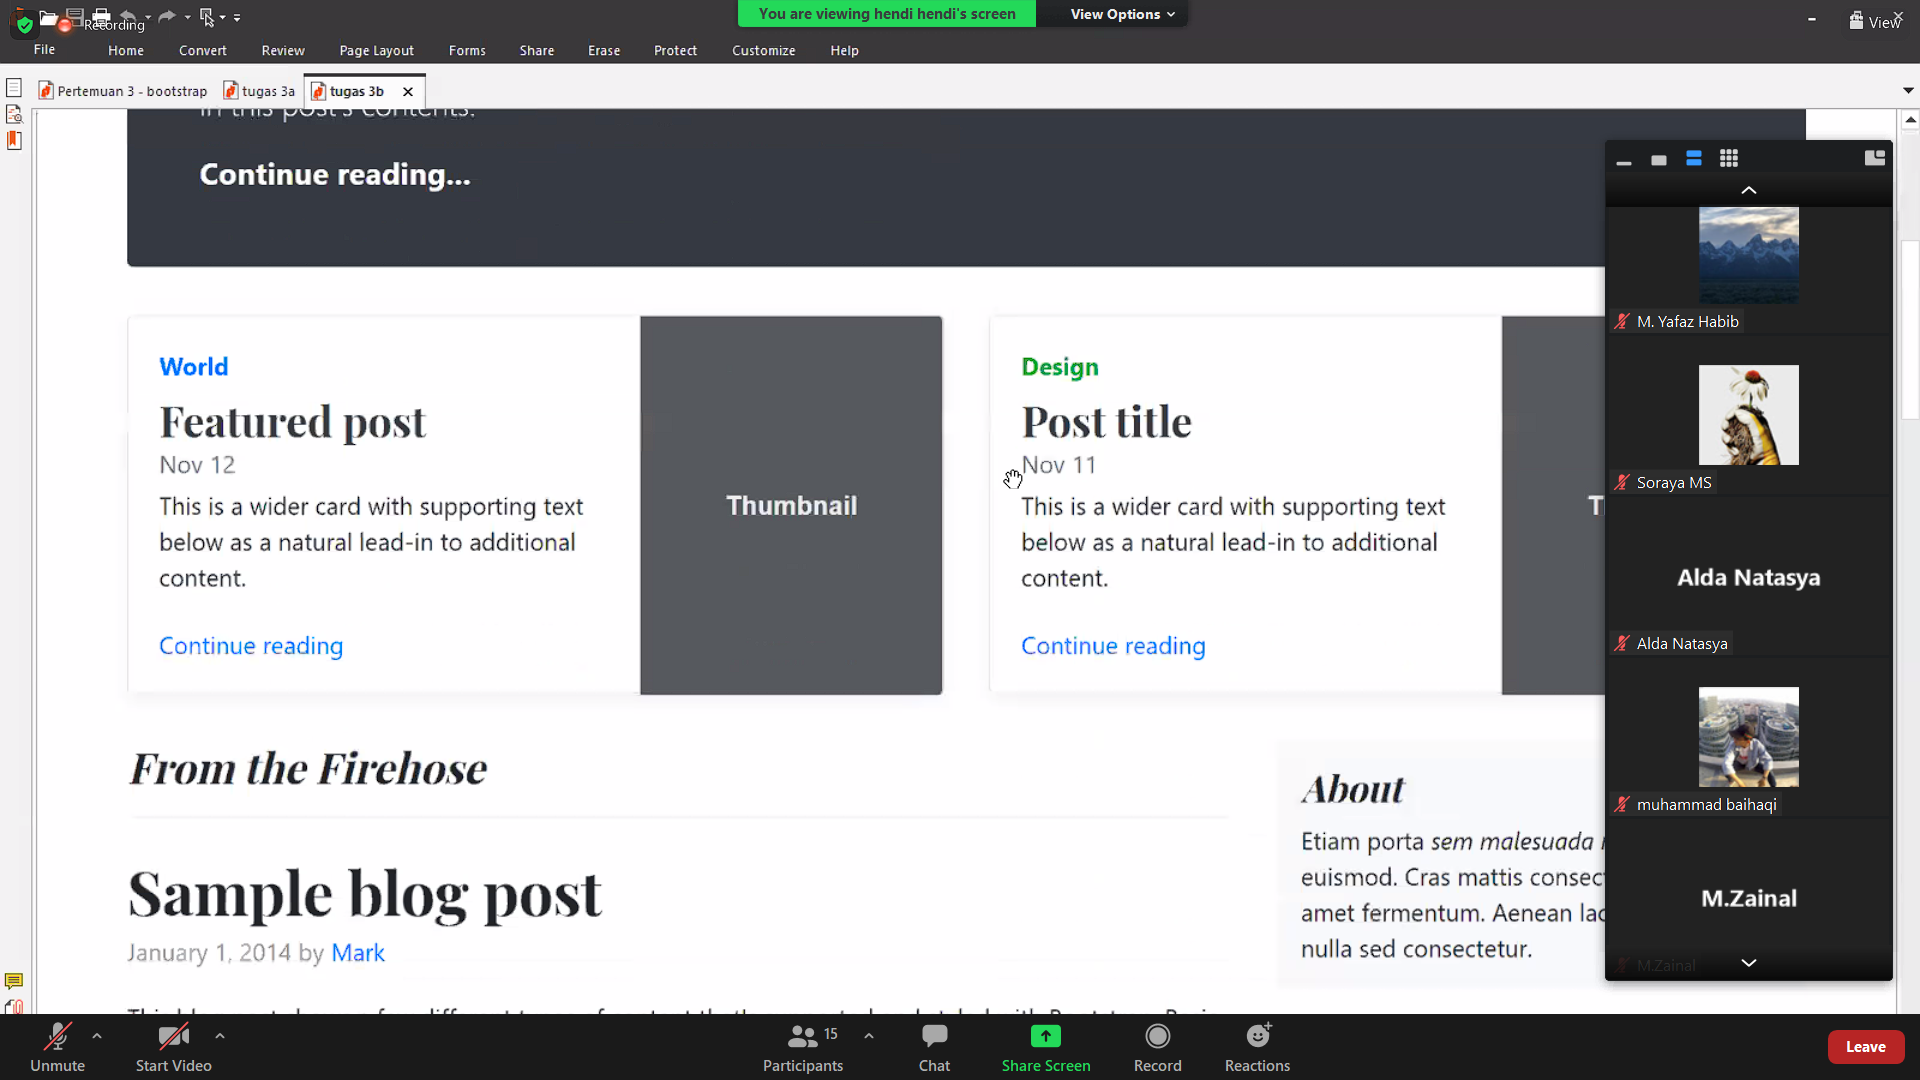 Recording
You are viewing hendi hendi's screen
View Options
View
File
Home
Convert
Review
Page Layout
Forms
Share
Erase
Protect
Customize
Help
Pertemuan 3 - bootstrap
tugas 3a
tugas 3b
in this post's contents.
Continue reading...
World
Featured post
Nov 12
This is a wider card with supporting text
below as a natural lead-in to additional
content.
Continue reading
Thumbnail
Design
Post title
Nov 11
This is a wider card with supporting text
below as a natural lead-in to additional
content.
Continue reading
T
From the Firehose
Sample blog post
January 1, 2014 by Mark
About
Etiam porta sem malesuada
euismod. Cras mattis consec
amet fermentum. Aenean lac
nulla sed consectetur.
M. Yafaz Habib
Soraya MS
Alda Natasya
Alda Natasya
muhammad baihaqi
M.Zainal
M.Zainal
Unmute
Start Video
Participants
15
Chat
Share Screen
Record
Reactions
Leave